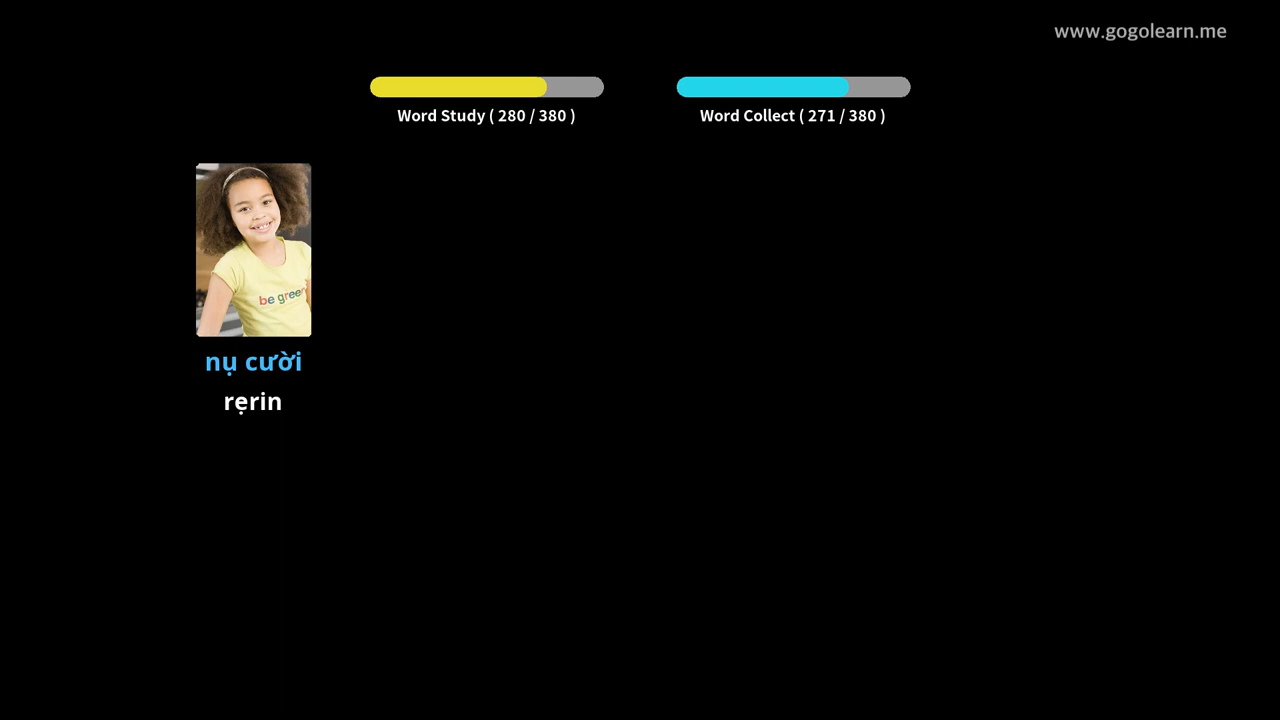 www.gogolearn.me
Word Study ( 280 / 380 )
Word Collect ( 271 / 380 )
be green
nụ cười
rẹrin